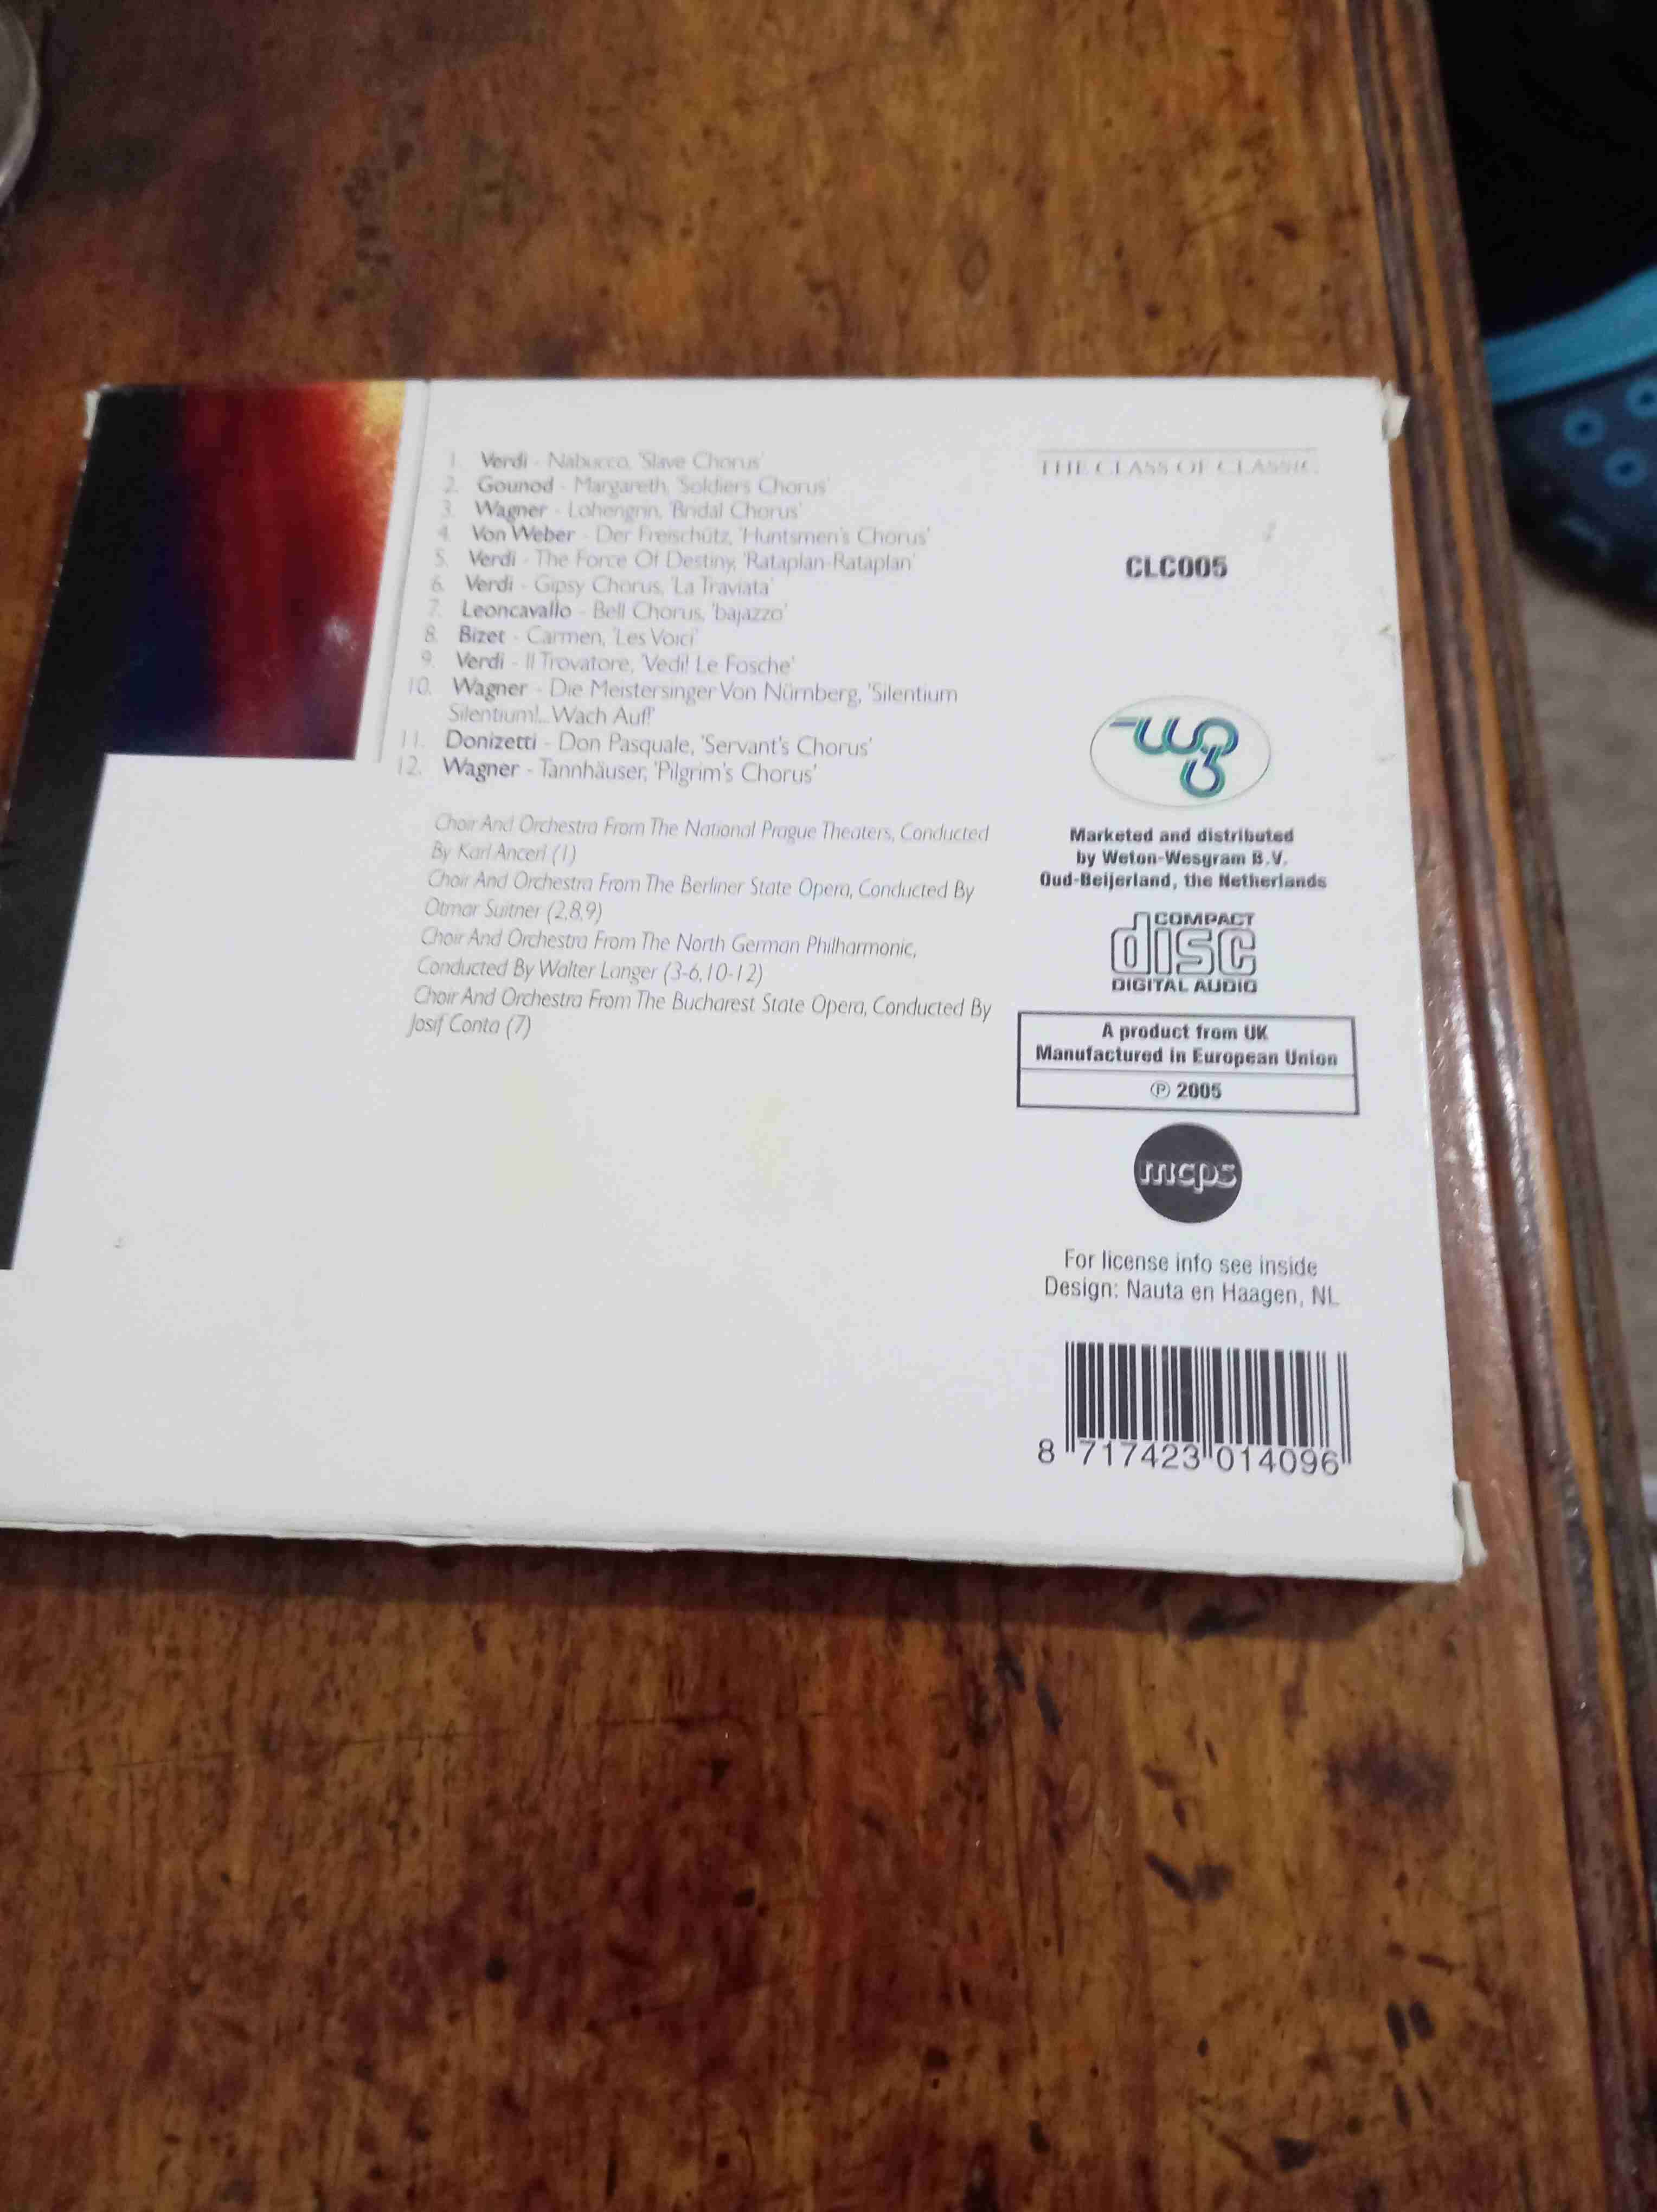 1. Verdi - Nabucco, 'Slave Chorus'
2. Gounod - Margareth, 'Soldiers Chorus'
3. Wagner - Lohengrin, 'Bridal Chorus'
4. Von Weber - Der Freischütz, 'Huntsmen's Chorus'
5. Verdi - The Force Of Destiny, 'Rataplan-Rataplan'
6. Verdi - Gipsy Chorus, 'La Traviata'
7. Leoncavallo - Bell Chorus, 'bajazzo'
8. Bizet - Carmen, 'Les Voici'
9. Verdi - Il Trovatore, 'Vedi! Le Fosche'
10. Wagner - Die Meistersinger Von Nürnberg, 'Silentium
Silentium!...Wach Auf!'
11. Donizetti - Don Pasquale, 'Servant's Chorus'
12. Wagner - Tannhäuser, 'Pilgrim's Chorus'
Choir And Orchestra From The National Prague Theaters, Conducted
By Karl Ancerl (1)
Choir And Orchestra From The Berliner State Opera, Conducted By
Otmar Suitner (2,8,9)
Choir And Orchestra From The North German Philharmonic,
Conducted By Walter Langer (3-6,10-12)
Choir And Orchestra From The Bucharest State Opera, Conducted By
Josif Conta (7)
THE CLASS OF CLASSIC
CLC005
Marketed and distributed
by Weton-Wesgram B.V.
Oud-Beijerland, the Netherlands
COMPACT
disc
DIGITAL AUDIO
A product from UK
Manufactured in European Union
℗ 2005
mcps
For license info see inside
Design: Nauta en Haagen, NL
8 717423 014096